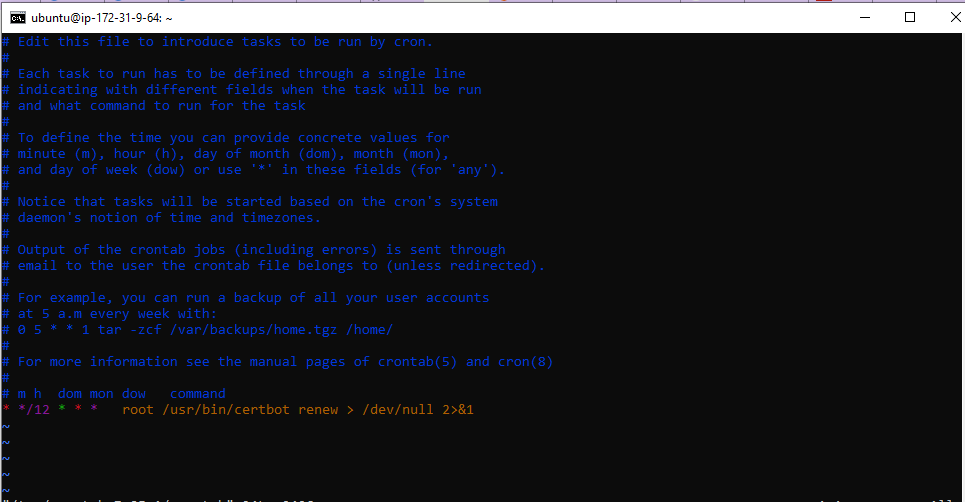 ubuntu@ip-172-31-9-64: ~
# Edit this file to introduce tasks to be run by cron.
#
# Each task to run has to be defined through a single line
# indicating with different fields when the task will be run
# and what command to run for the task
#
# To define the time you can provide concrete values for
# minute (m), hour (h), day of month (dom), month (mon),
# and day of week (dow) or use '*' in these fields (for 'any').
#
# Notice that tasks will be started based on the cron's system
# daemon's notion of time and timezones.
#
# Output of the crontab jobs (including errors) is sent through
# email to the user the crontab file belongs to (unless redirected).
#
# For example, you can run a backup of all your user accounts
# at 5 a.m every week with:
# 0 5 * * 1 tar -zcf /var/backups/home.tgz /home/
#
# For more information see the manual pages of crontab(5) and cron(8)
#
# m h  dom mon dow   command
* */12 * * *   root /usr/bin/certbot renew > /dev/null 2>&1
~
~
~
~
~